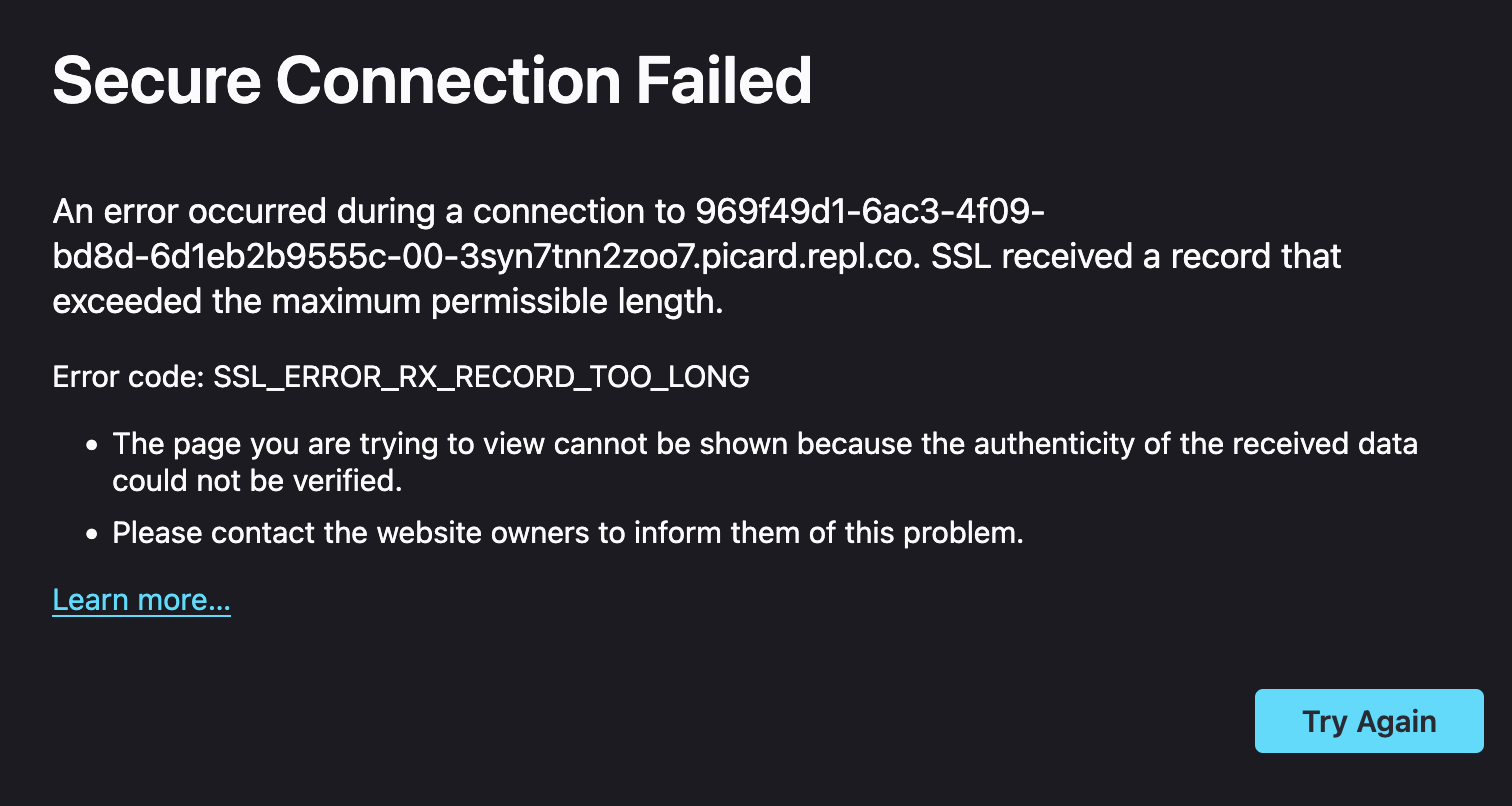 Secure Connection Failed
An error occurred during a connection to 969f49d1-6ac3-4f09-
bd8d-6d1eb2b9555c-00-3syn7tnn2zoo7.picard.repl.co. SSL received a record that
exceeded the maximum permissible length.
Error code: SSL_ERROR_RX_RECORD_TOO_LONG
• The page you are trying to view cannot be shown because the authenticity of the received data
could not be verified.
• Please contact the website owners to inform them of this problem.
Learn more...
Try Again